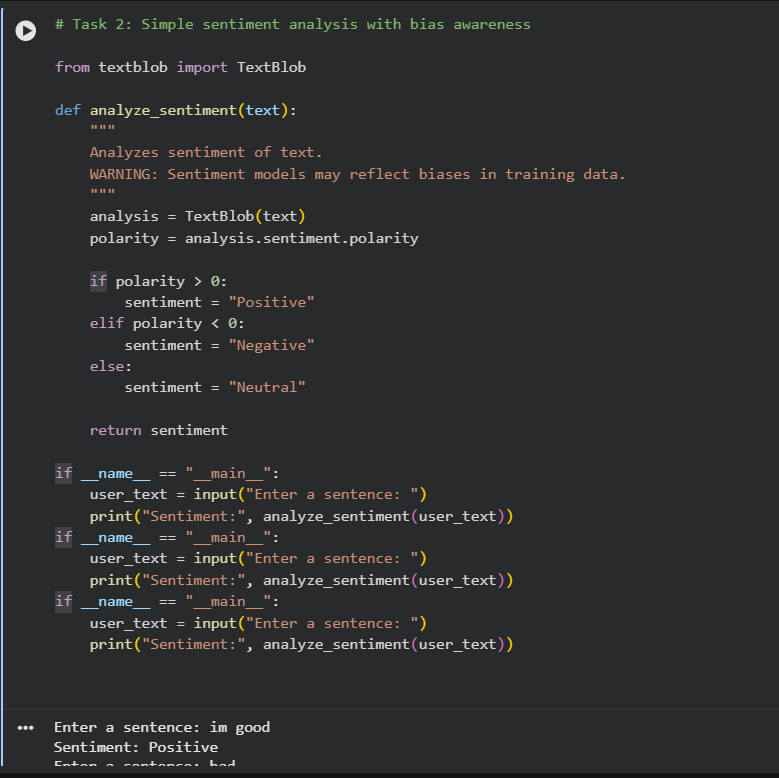 # Task 2: Simple sentiment analysis with bias awareness
from textblob import TextBlob
def analyze_sentiment(text):
"""
Analyzes sentiment of text.
WARNING: Sentiment models may reflect biases in training data.
"""
analysis = TextBlob(text)
polarity = analysis.sentiment.polarity
if polarity > 0:
sentiment = "Positive"
elif polarity < 0:
sentiment = "Negative"
else:
sentiment = "Neutral"
return sentiment
if __name__ == "__main__":
user_text = input("Enter a sentence: ")
print("Sentiment:", analyze_sentiment(user_text))
if __name__ == "__main__":
user_text = input("Enter a sentence: ")
print("Sentiment:", analyze_sentiment(user_text))
if __name__ == "__main__":
user_text = input("Enter a sentence: ")
print("Sentiment:", analyze_sentiment(user_text))
Enter a sentence: im good
Sentiment: Positive
Enter a sentence: bad